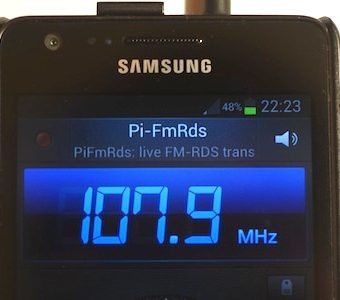 SAMSUNG
48% 22:23
Pi-FmRds
PiFmRds: live FM-RDS trans
107.9 MHz